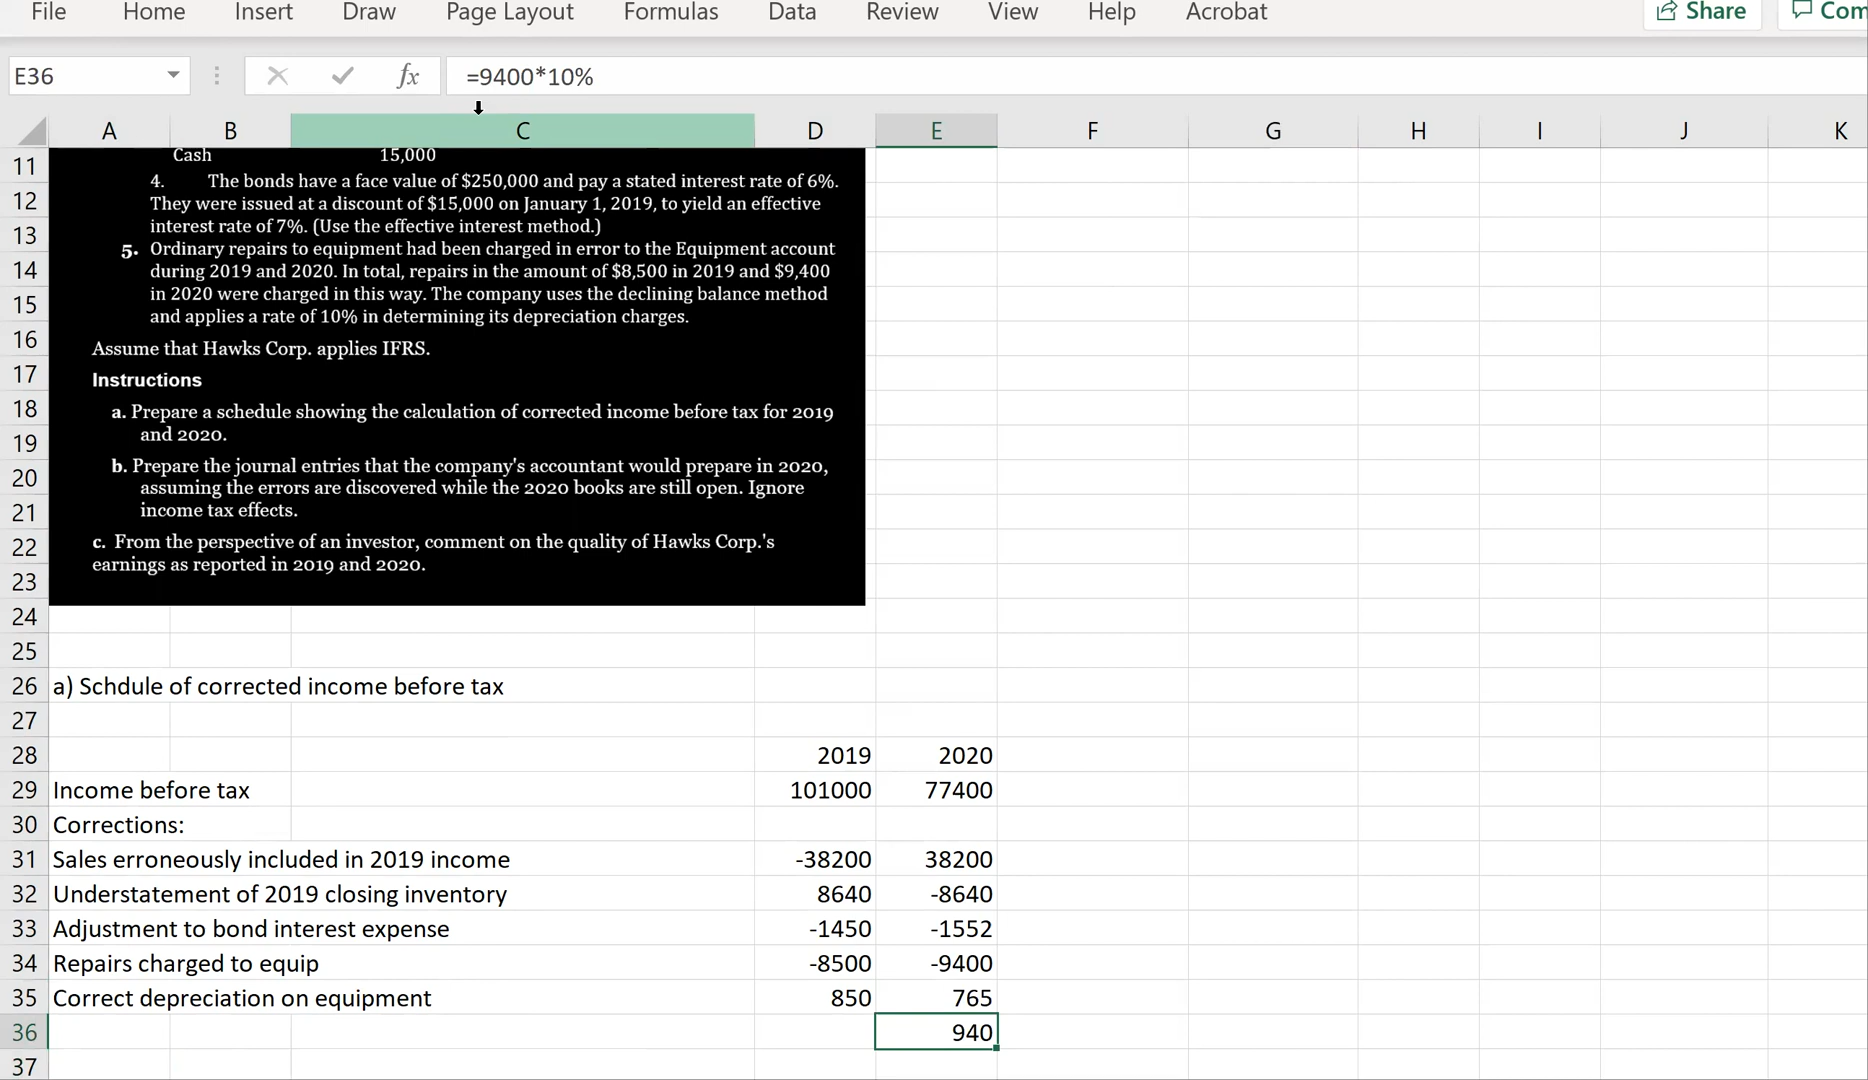 File Home Insert Draw Page Layout Formulas Data Review View Help Acrobat Share Com
E36 fx =9400*10%
A B C D E F G H I J K
11 Cash 15,000
12 4. The bonds have a face value of $250,000 and pay a stated interest rate of 6%.
They were issued at a discount of $15,000 on January 1, 2019, to yield an effective
13 interest rate of 7%. (Use the effective interest method.)
5. Ordinary repairs to equipment had been charged in error to the Equipment account
14 during 2019 and 2020. In total, repairs in the amount of $8,500 in 2019 and $9,400
15 in 2020 were charged in this way. The company uses the declining balance method
and applies a rate of 10% in determining its depreciation charges.
16 Assume that Hawks Corp. applies IFRS.
17 Instructions
18 a. Prepare a schedule showing the calculation of corrected income before tax for 2019
19 and 2020.
20 b. Prepare the journal entries that the company's accountant would prepare in 2020,
assuming the errors are discovered while the 2020 books are still open. Ignore
21 income tax effects.
22 c. From the perspective of an investor, comment on the quality of Hawks Corp.'s
23 earnings as reported in 2019 and 2020.
24
25
26 a) Schdule of corrected income before tax
27
28 2019 2020
29 Income before tax 101000 77400
30 Corrections:
31 Sales erroneously included in 2019 income -38200 38200
32 Understatement of 2019 closing inventory 8640 -8640
33 Adjustment to bond interest expense -1450 -1552
34 Repairs charged to equip -8500 -9400
35 Correct depreciation on equipment 850 765
36 940
37